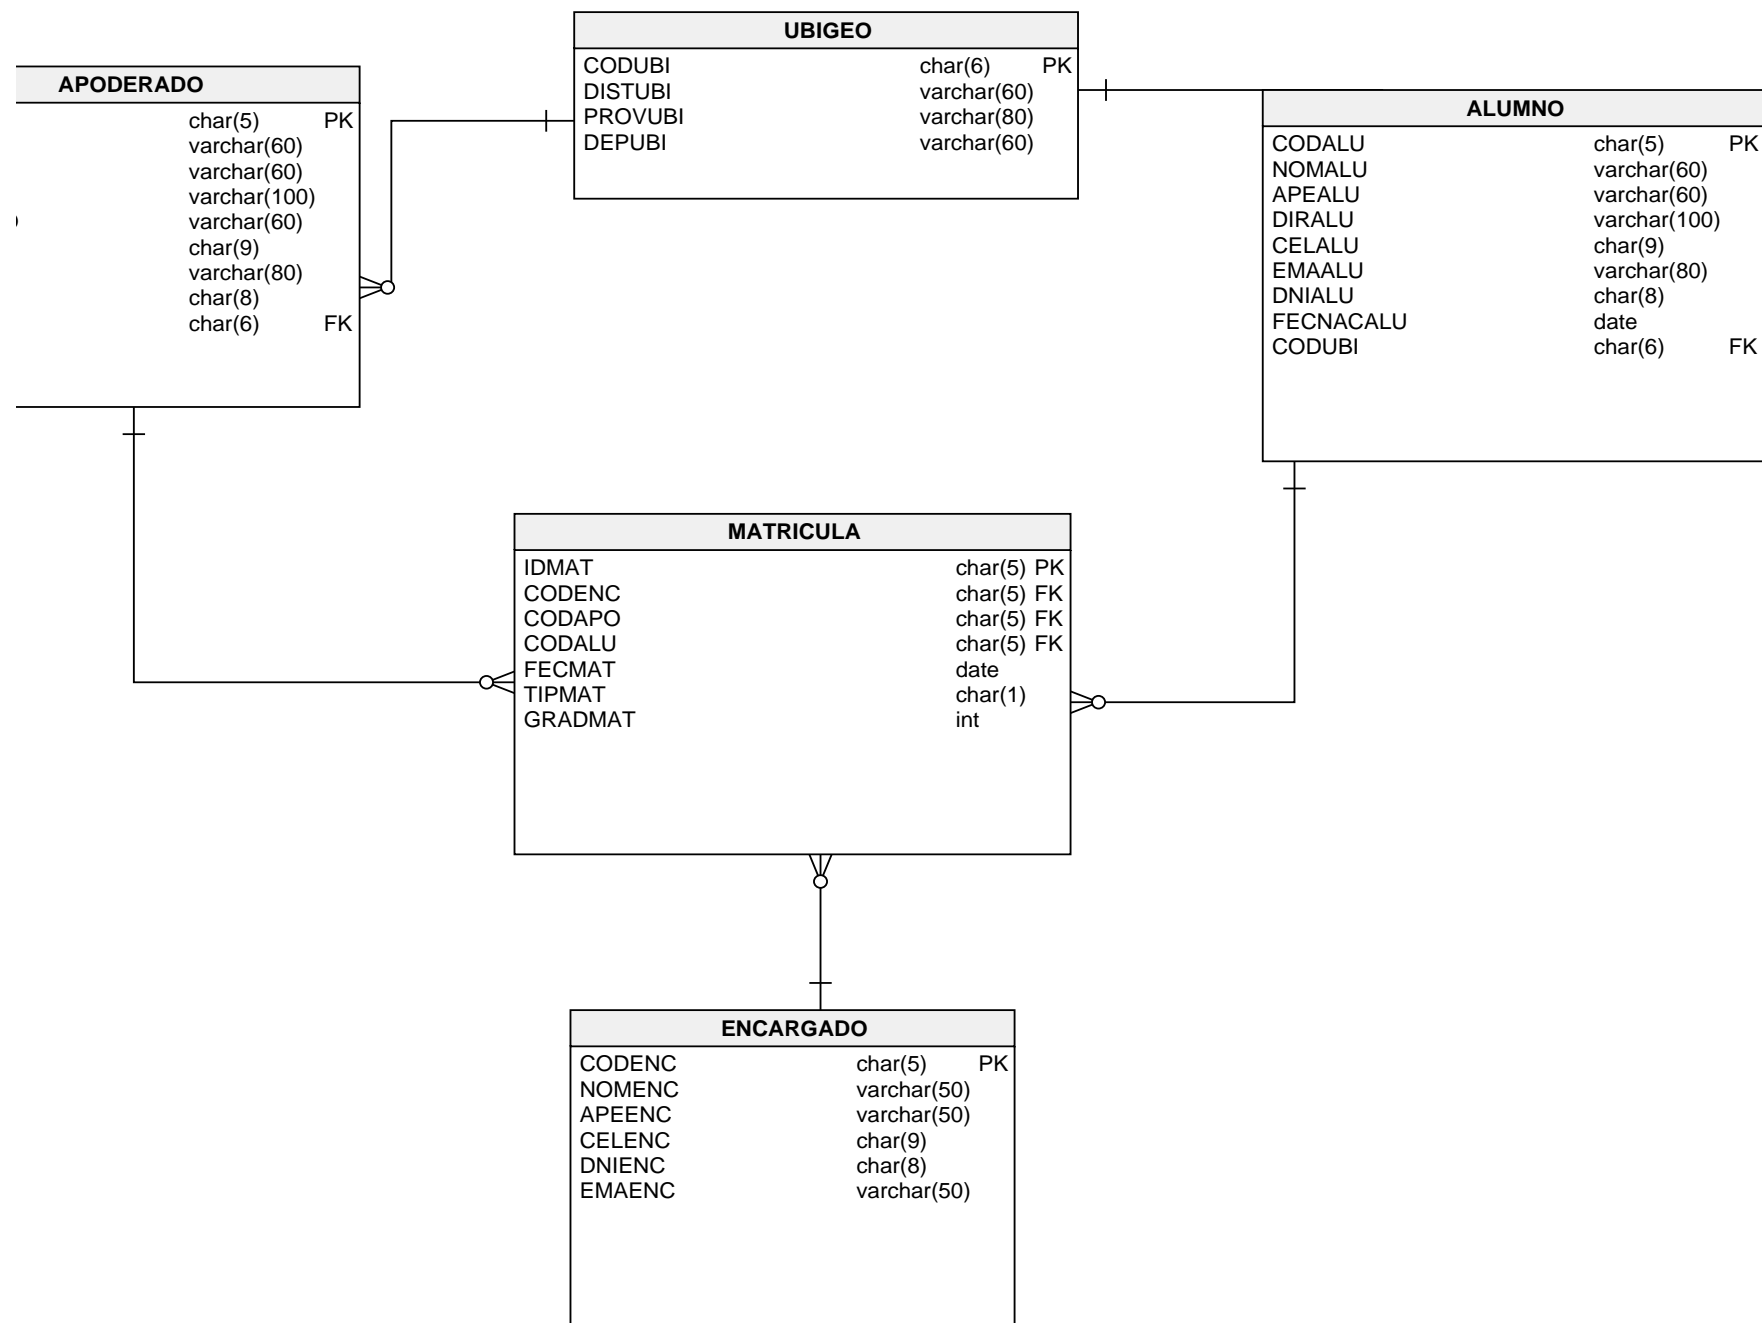 UBIGEO
CODUBI char(6) PK
DISTUBI varchar(60)
PROVUBI varchar(80)
DEPUBI varchar(60)
APODERADO
char(5) PK
varchar(60)
varchar(60)
varchar(100)
varchar(60)
char(9)
varchar(80)
char(8)
char(6) FK
ALUMNO
CODALU char(5) PK
NOMALU varchar(60)
APEALU varchar(60)
DIRALU varchar(100)
CELALU char(9)
EMAALU varchar(80)
DNIALU char(8)
FECNACALU date
CODUBI char(6) FK
MATRICULA
IDMAT char(5) PK
CODENC char(5) FK
CODAPO char(5) FK
CODALU char(5) FK
FECMAT date
TIPMAT char(1)
GRADMAT int
ENCARGADO
CODENC char(5) PK
NOMENC varchar(50)
APEENC varchar(50)
CELENC char(9)
DNIENC char(8)
EMAENC varchar(50)